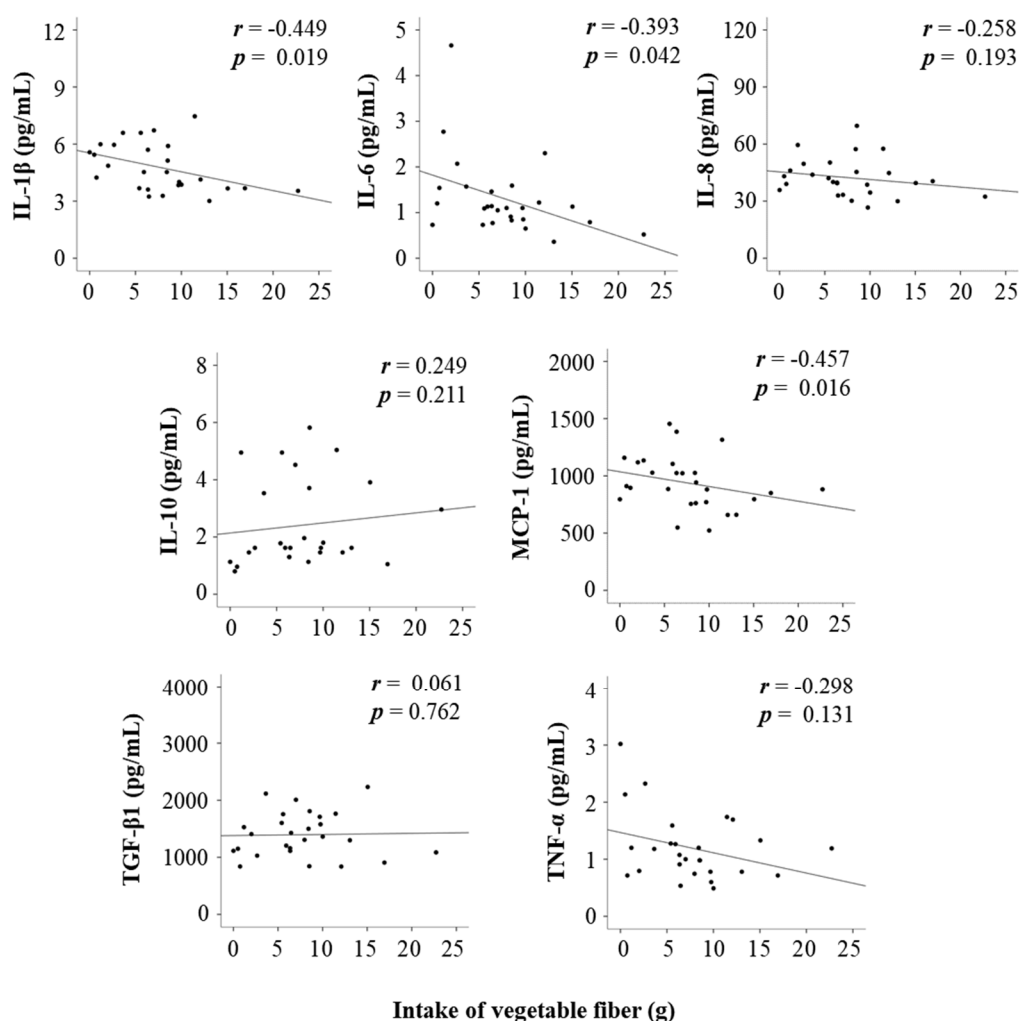 r = -0.449
p = 0.019
IL-1β (pg/mL)
12
9
6
3
0
0 5 10 15 20 25
r = -0.393
p = 0.042
IL-6 (pg/mL)
5
4
3
2
1
0
0 5 10 15 20 25
r = -0.258
p = 0.193
IL-8 (pg/mL)
120
90
60
30
0
0 5 10 15 20 25
r = 0.249
p = 0.211
IL-10 (pg/mL)
8
6
4
2
0
0 5 10 15 20 25
r = -0.457
p = 0.016
MCP-1 (pg/mL)
2000
1500
1000
500
0
0 5 10 15 20 25
r = 0.061
p = 0.762
TGF-β1 (pg/mL)
4000
3000
2000
1000
0
0 5 10 15 20 25
r = -0.298
p = 0.131
TNF-α (pg/mL)
4
3
2
1
0
0 5 10 15 20 25
Intake of vegetable fiber (g)